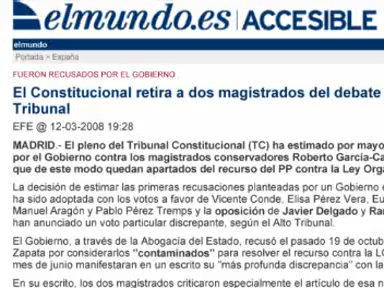 elmundo.es ACCESIBLE
elmundo
Portada > España
FUERON RECUSADOS POR EL GOBIERNO
El Constitucional retira a dos magistrados del debate
Tribunal
EFE @ 12-03-2008 19:28
MADRID.- El pleno del Tribunal Constitucional (TC) ha estimado por mayo
por el Gobierno contra los magistrados conservadores Roberto García-Ca
que de este modo quedan apartados del recurso del PP contra la Ley Orga
La decisión de estimar las primeras recusaciones planteadas por un Gobierno e
ha sido adoptada con los votos a favor de Vicente Conde, Elisa Pérez Vera, Eu
Manuel Aragón y Pablo Pérez Tremps y la oposición de Javier Delgado y Ra
han anunciado un voto particular discrepante, según el Alto Tribunal.
El Gobierno, a través de la Abogacía del Estado, recusó el pasado 19 de octub
Zapata por considerarlos "contaminados" para resolver el recurso contra la LO
mes de junio manifestaran en un escrito su "más profunda discrepancia" con la
En su escrito, los dos magistrados criticaron especialmente el artículo de esa n